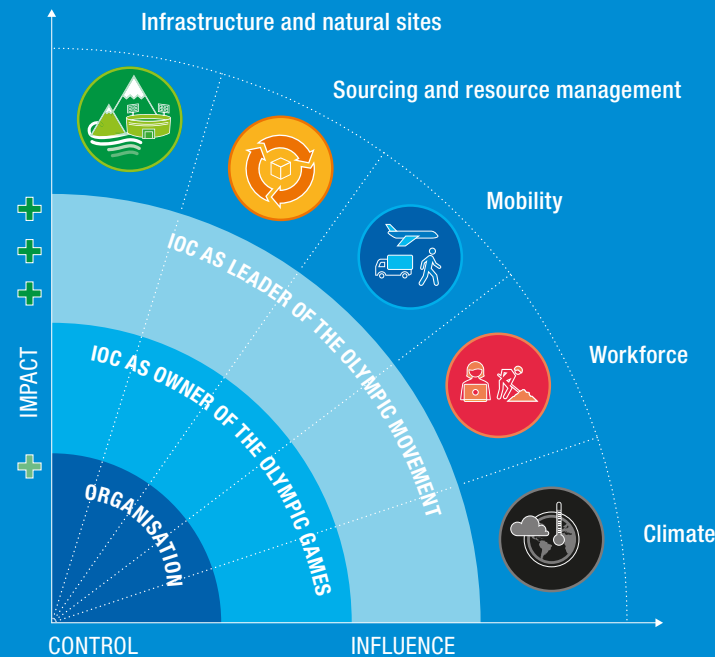 Infrastructure and natural sites
Sourcing and resource management
Mobility
Workforce
Climate
IOC AS LEADER OF THE OLYMPIC MOVEMENT
IOC AS OWNER OF THE OLYMPIC GAMES
ORGANISATION
IMPACT
CONTROL
INFLUENCE